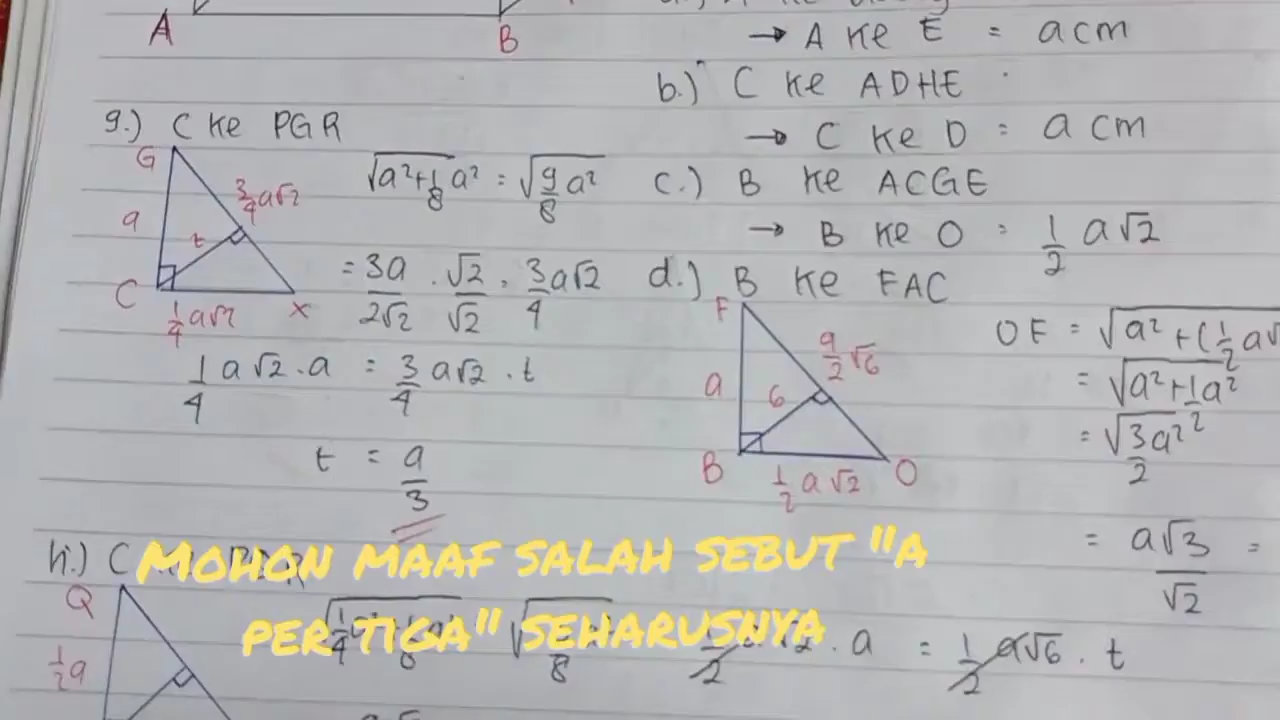 A
B
→ A ke E = a cm
b.) C ke ADHE
→ C ke D = a cm
c.) B ke ACGE
→ B ke O = 1/2 a√2
d.) B ke FAC
F
a
6
a/2 √6
B
1/2 a√2
O
OF = √a² + (1/2 a√
= √a² + 1/2 a²
= √3/2 a²
= a√3/√2 =
1/2 a√2 . a = 1/2 a√6 . t
g.) C ke PGR
G
a
3/4 a√2
t
C
1/4 a√2
X
√a² + 1/8 a² = √9/8 a²
= 3a/2√2 . √2/√2 = 3/4 a√2
1/4 a√2 . a = 3/4 a√2 . t
t = a/3
h.) C
Q
1/2 a
MOHON MAAF SALAH SEBUT "A
PER TIGA" SEHARUSNYA